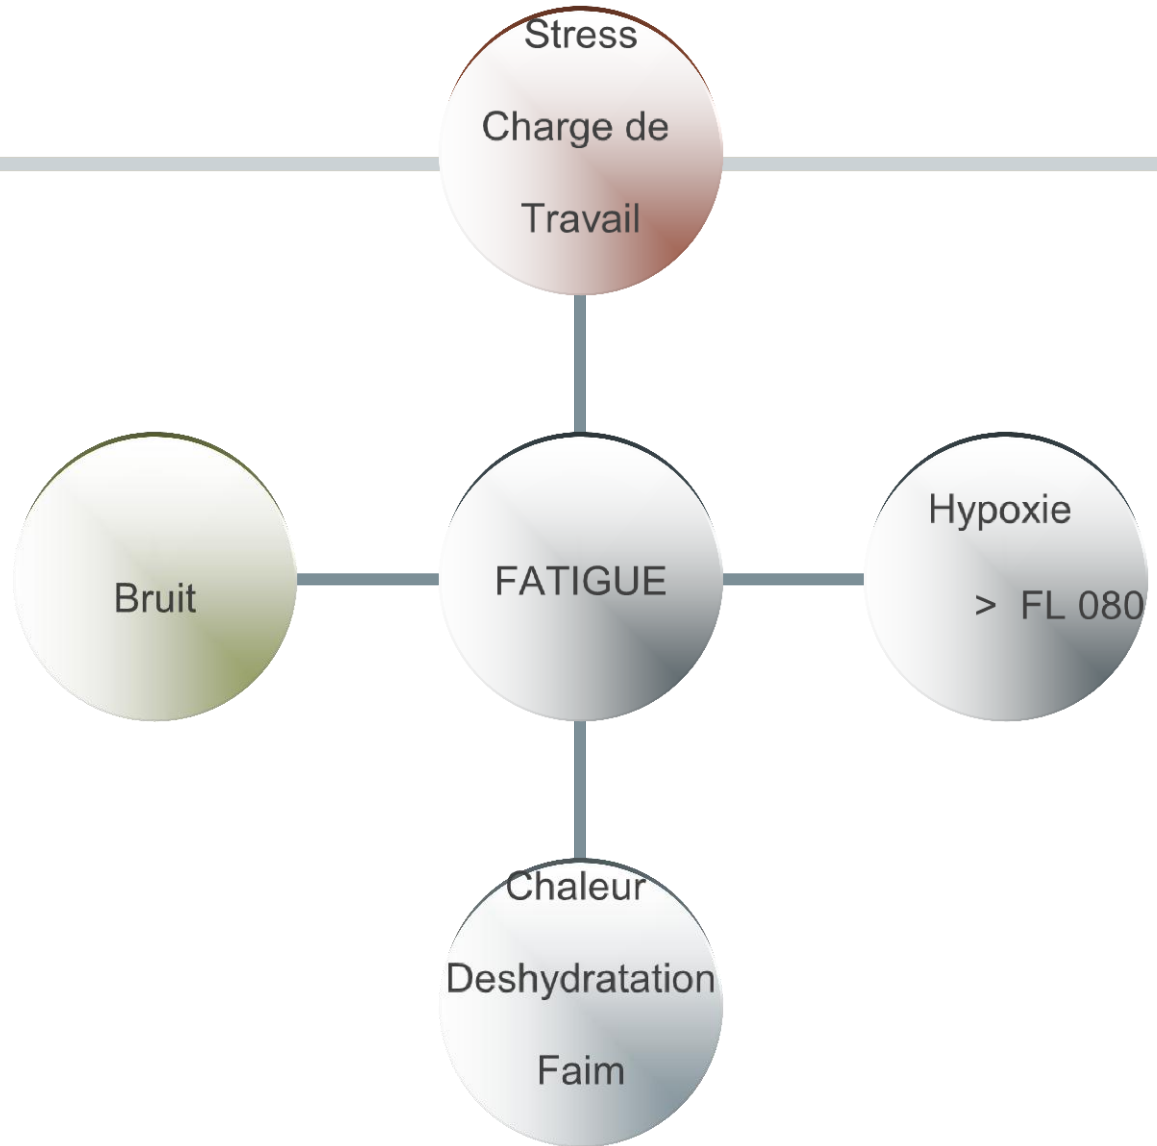 Stress
Charge de
Travail
Bruit
FATIGUE
Hypoxie
> FL 080
Chaleur
Deshydratation
Faim